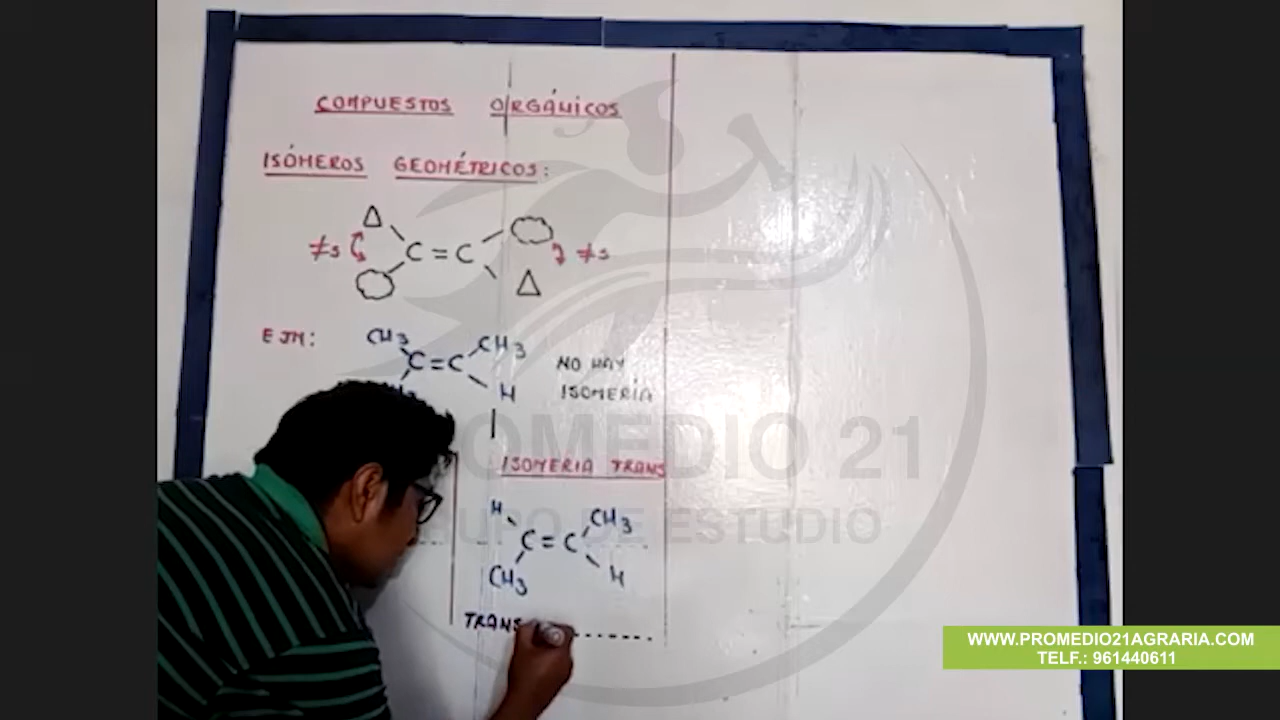 COMPUESTOS ORGÁNICOS
ISÓMEROS GEOMÉTRICOS:
≠s C = C ≠s
EJM:
CH3 CH3
C = C
H
NO HAY
ISOMERÍA
ISOMERIA TRANS
H CH3
C = C
CH3 H
TRANS
PROMEDIO 21
GRUPO DE ESTUDIO
WWW.PROMEDIO21AGRARIA.COM
TELF.: 961440611